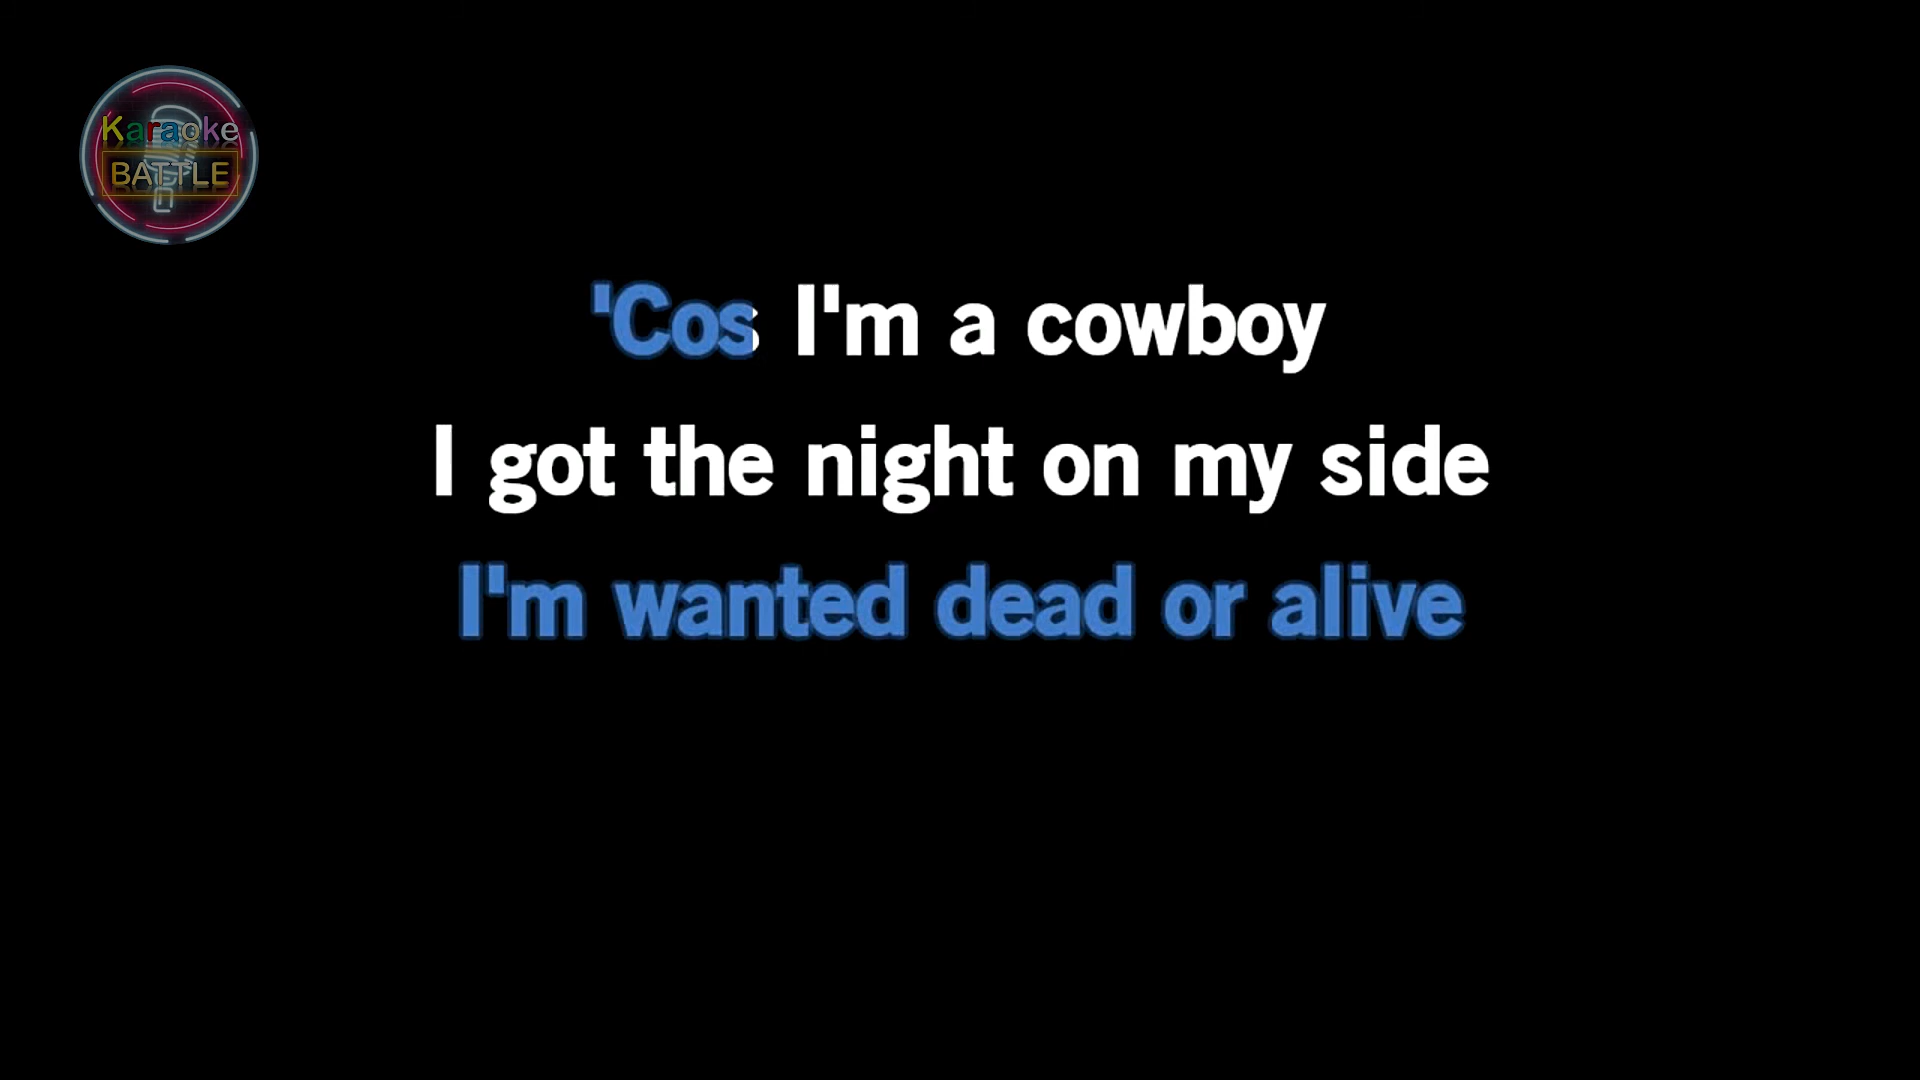 Karaoke
BATTLE
'Cos I'm a cowboy
I got the night on my side
I'm wanted dead or alive